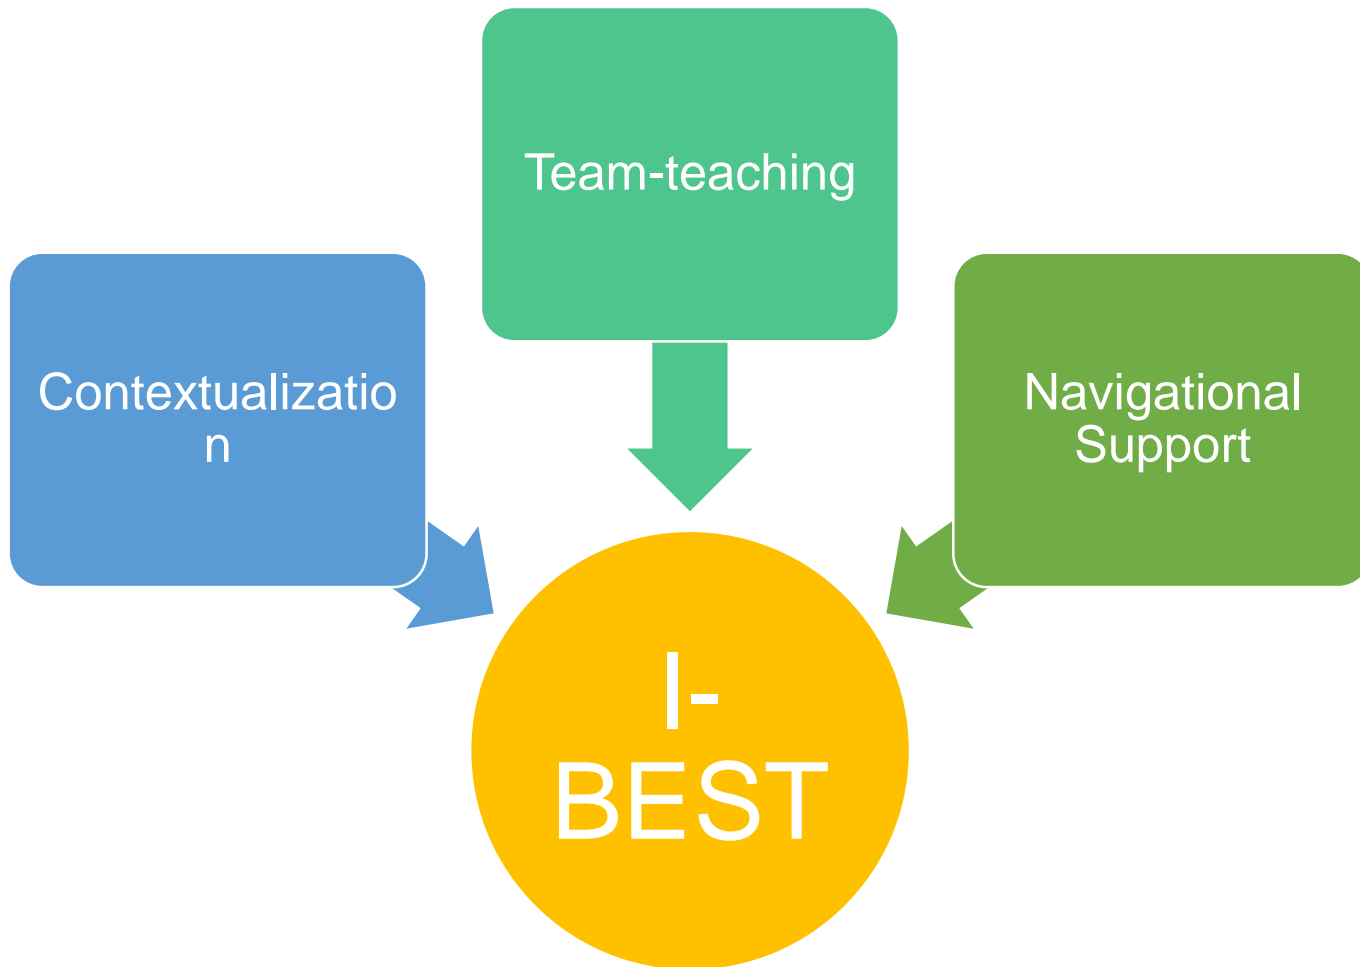 Team-teaching
Contextualizatio
n
Navigational
Support
I-
BEST